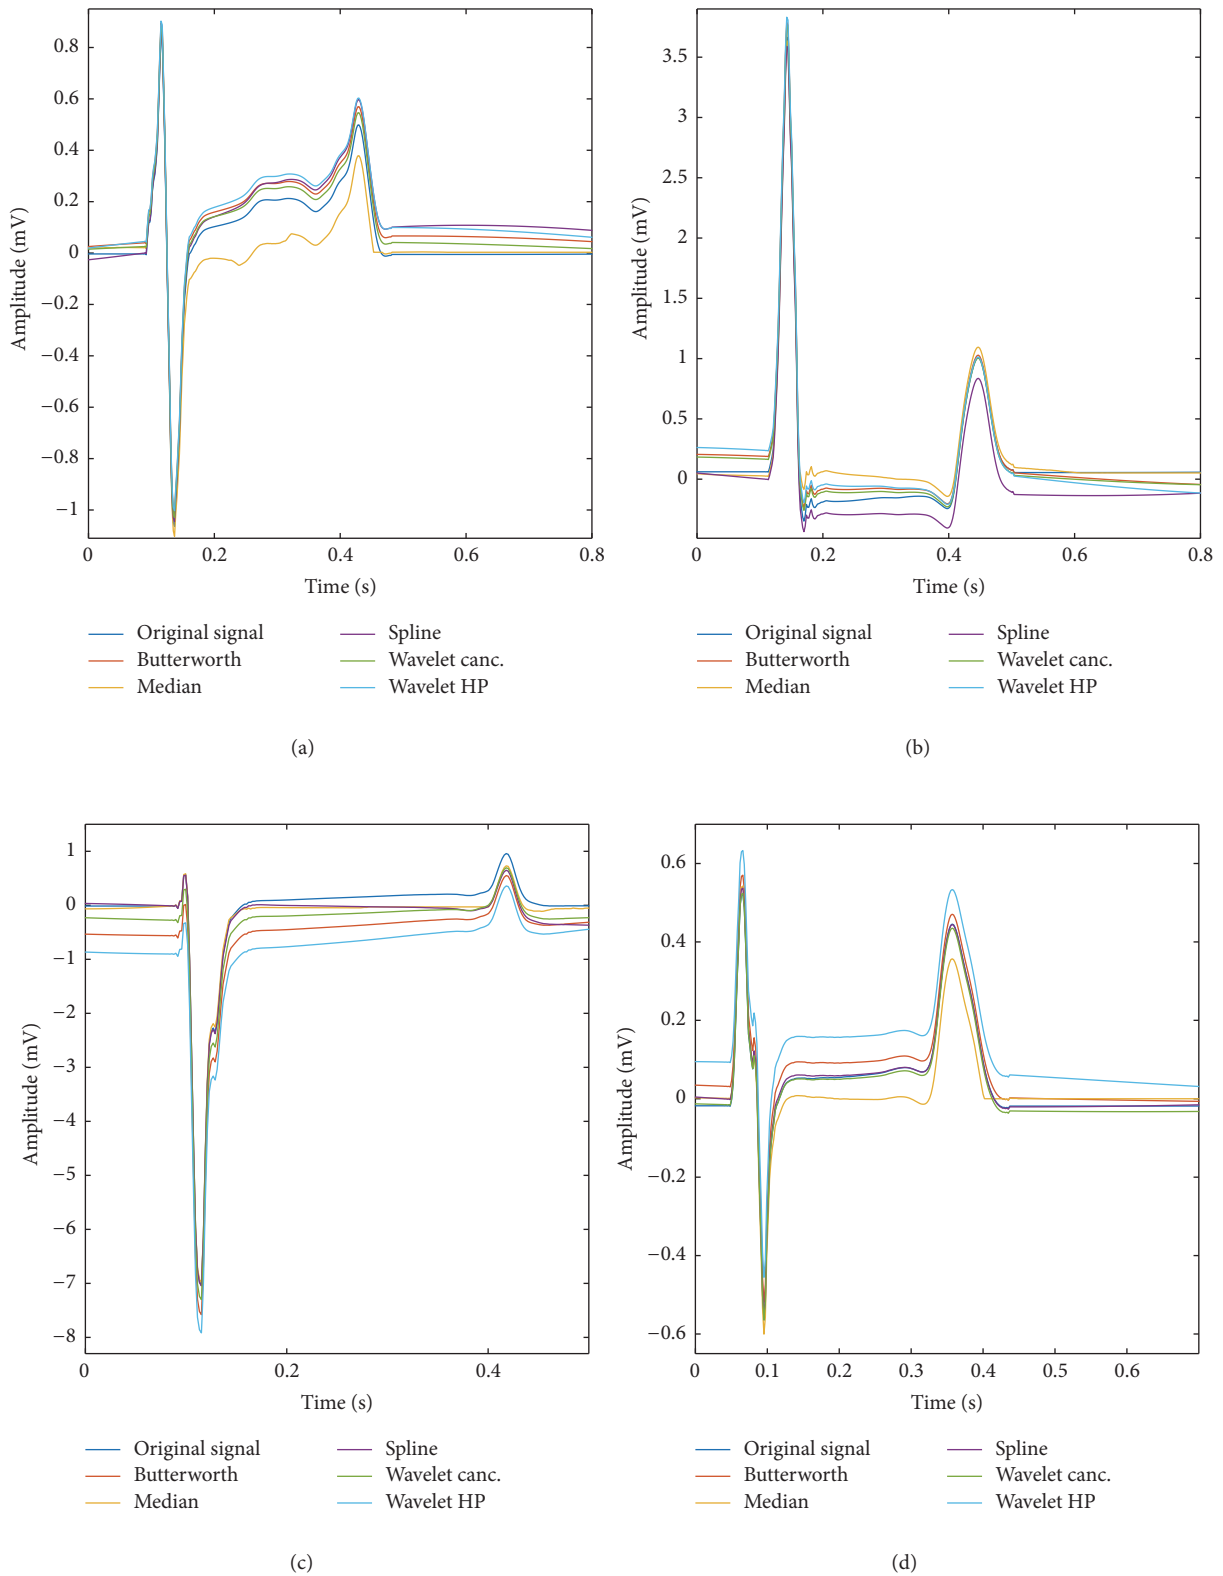 0.8
0.6
0.4
0.2
0
−0.2
−0.4
−0.6
−0.8
−1
Amplitude (mV)
0 0.2 0.4 0.6 0.8
Time (s)
Original signal Spline
Butterworth Wavelet canc.
Median Wavelet HP
(a)
3.5
3
2.5
2
1.5
1
0.5
0
Amplitude (mV)
0 0.2 0.4 0.6 0.8
Time (s)
Original signal Spline
Butterworth Wavelet canc.
Median Wavelet HP
(b)
1
0
−1
−2
−3
−4
−5
−6
−7
−8
Amplitude (mV)
0 0.2 0.4
Time (s)
Original signal Spline
Butterworth Wavelet canc.
Median Wavelet HP
(c)
0.6
0.4
0.2
0
−0.2
−0.4
−0.6
Amplitude (mV)
0 0.1 0.2 0.3 0.4 0.5 0.6
Time (s)
Original signal Spline
Butterworth Wavelet canc.
Median Wavelet HP
(d)